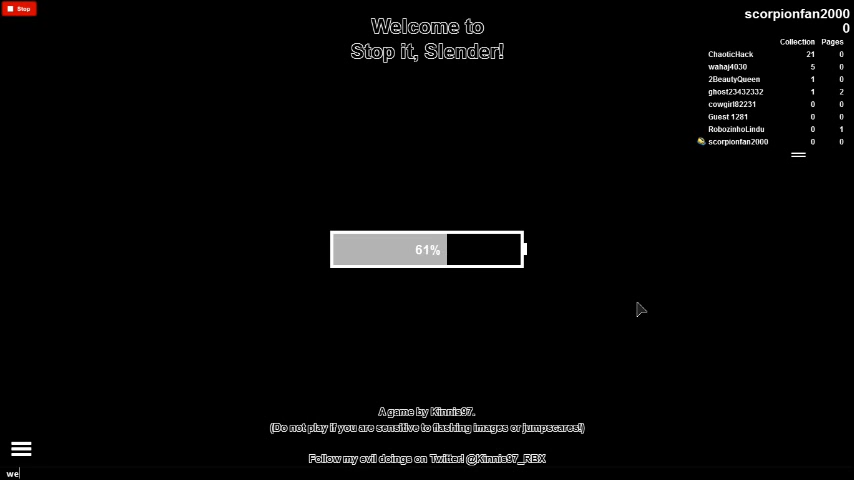 Stop
Welcome to
Stop it, Slender!
scorpionfan2000
0
Collection Pages
ChaoticHack 21 0
wahaj4030 5 0
2BeautyQueen 1 0
ghost23432332 1 2
cowgirl82231 0 0
Guest 1281 0 0
RobozinhoLindu 0 1
scorpionfan2000 0 0
61%
A game by Kinnis97.
(Do not play if you are sensitive to flashing images or jumpscares!)
Follow my evil doings on Twitter! @Kinnis97_RBX
we